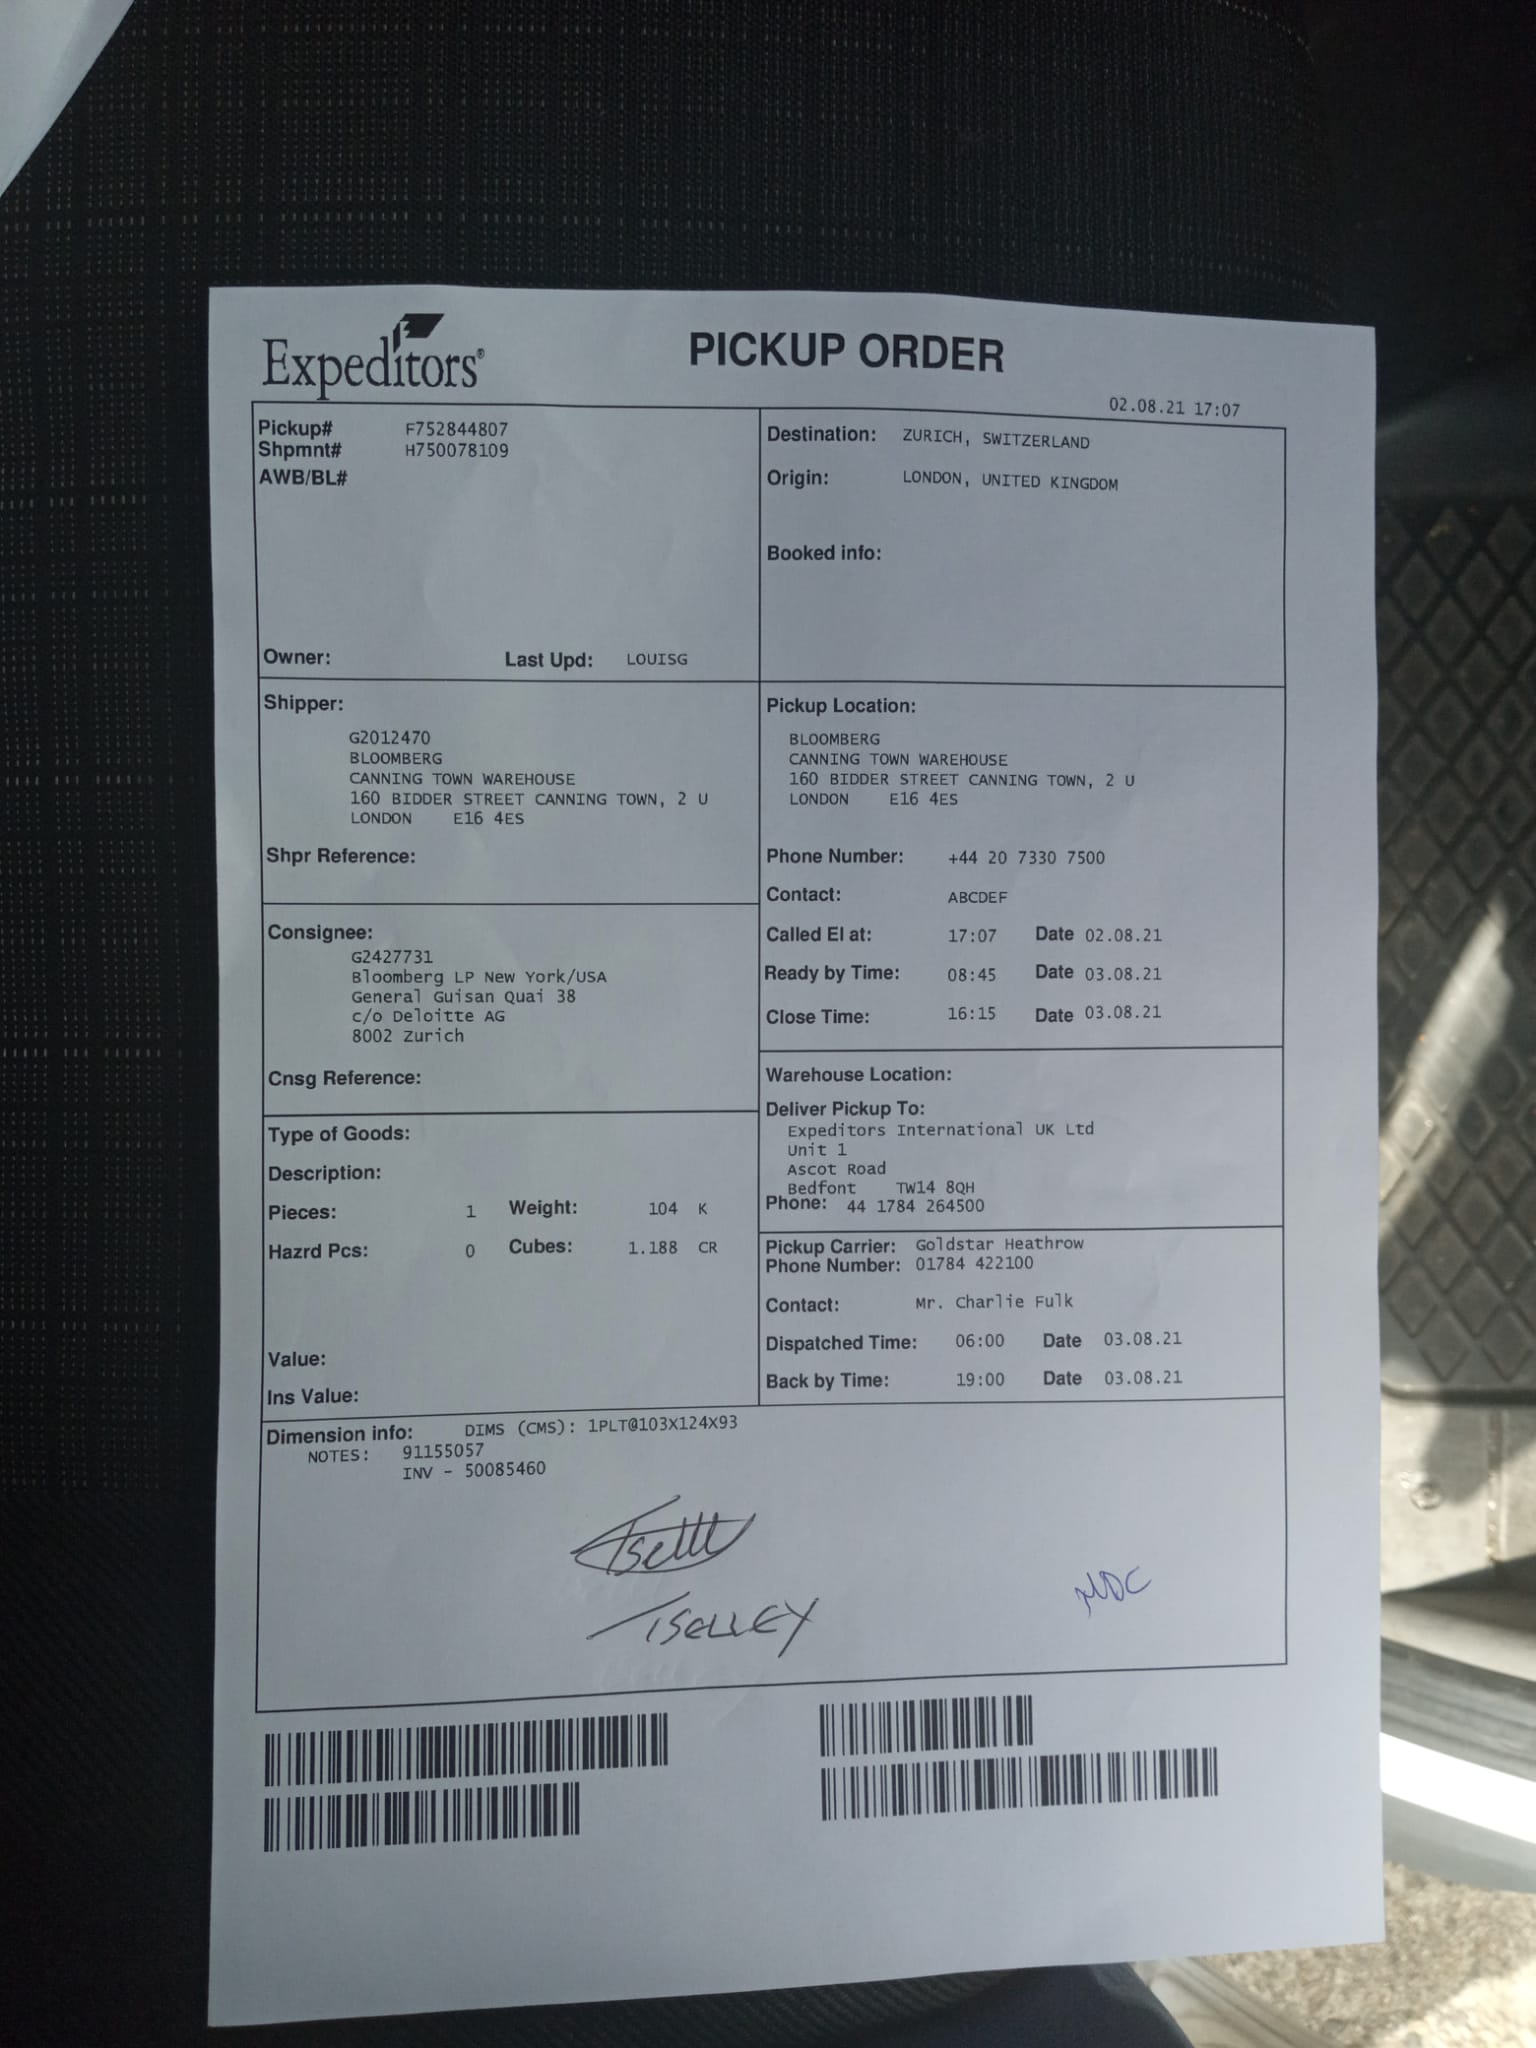 Expeditors®
PICKUP ORDER
02.08.21 17:07
Pickup# F752844807
Shpmnt# H750078109
AWB/BL#
Owner: Last Upd: LOUISG
Destination: ZURICH, SWITZERLAND
Origin: LONDON, UNITED KINGDOM
Booked info:
Shipper:
G2012470
BLOOMBERG
CANNING TOWN WAREHOUSE
160 BIDDER STREET CANNING TOWN, 2 U
LONDON E16 4ES
Shpr Reference:
Consignee:
G2427731
Bloomberg LP New York/USA
General Guisan Quai 38
c/o Deloitte AG
8002 Zurich
Cnsg Reference:
Type of Goods:
Description:
Pieces: 1 Weight: 104 K
Hazrd Pcs: 0 Cubes: 1.188 CR
Value:
Ins Value:
Pickup Location:
BLOOMBERG
CANNING TOWN WAREHOUSE
160 BIDDER STREET CANNING TOWN, 2 U
LONDON E16 4ES
Phone Number: +44 20 7330 7500
Contact: ABCDEF
Called EI at: 17:07 Date 02.08.21
Ready by Time: 08:45 Date 03.08.21
Close Time: 16:15 Date 03.08.21
Warehouse Location:
Deliver Pickup To:
Expeditors International UK Ltd
Unit 1
Ascot Road
Bedfont TW14 8QH
Phone: 44 1784 264500
Pickup Carrier: Goldstar Heathrow
Phone Number: 01784 422100
Contact: Mr. Charlie Fulk
Dispatched Time: 06:00 Date 03.08.21
Back by Time: 19:00 Date 03.08.21
Dimension info: DIMS (CMS): 1PLT@103X124X93
NOTES: 91155057
INV - 50085460
TSELLEY